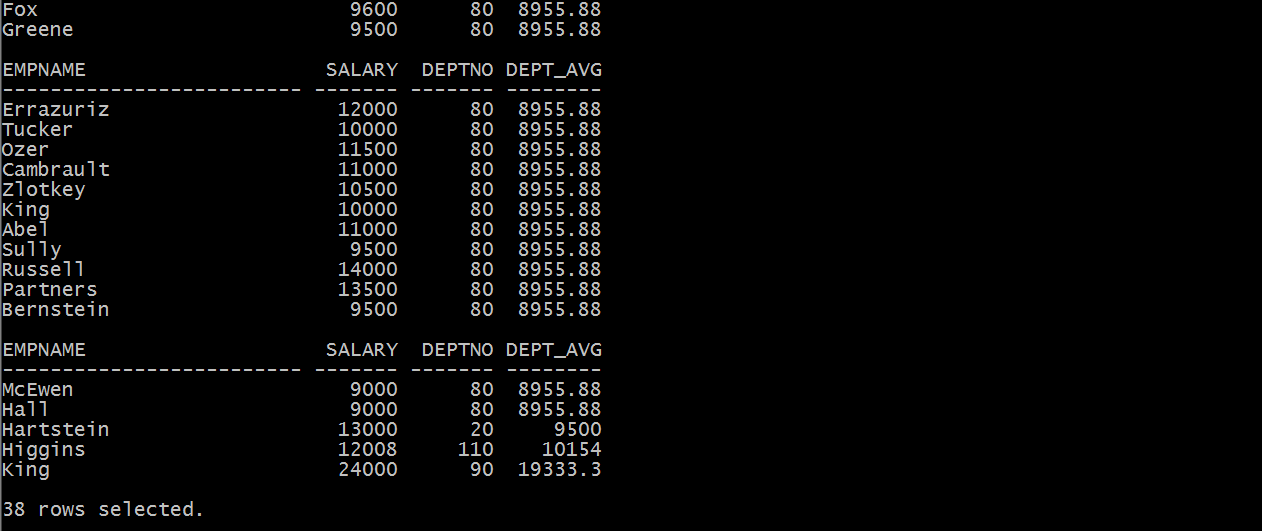 Fox                            9600      80  8955.88
Greene                         9500      80  8955.88
EMPNAME                    SALARY  DEPTNO DEPT_AVG
------------------------- ------- ------- --------
Errazuriz                   12000      80  8955.88
Tucker                      10000      80  8955.88
Ozer                        11500      80  8955.88
Cambrault                   11000      80  8955.88
Zlotkey                     10500      80  8955.88
King                        10000      80  8955.88
Abel                        11000      80  8955.88
Sully                        9500      80  8955.88
Russell                     14000      80  8955.88
Partners                    13500      80  8955.88
Bernstein                    9500      80  8955.88
EMPNAME                    SALARY  DEPTNO DEPT_AVG
------------------------- ------- ------- --------
McEwen                       9000      80  8955.88
Hall                         9000      80  8955.88
Hartstein                   13000      20     9500
Higgins                     12008     110    10154
King                        24000      90  19333.3
38 rows selected.